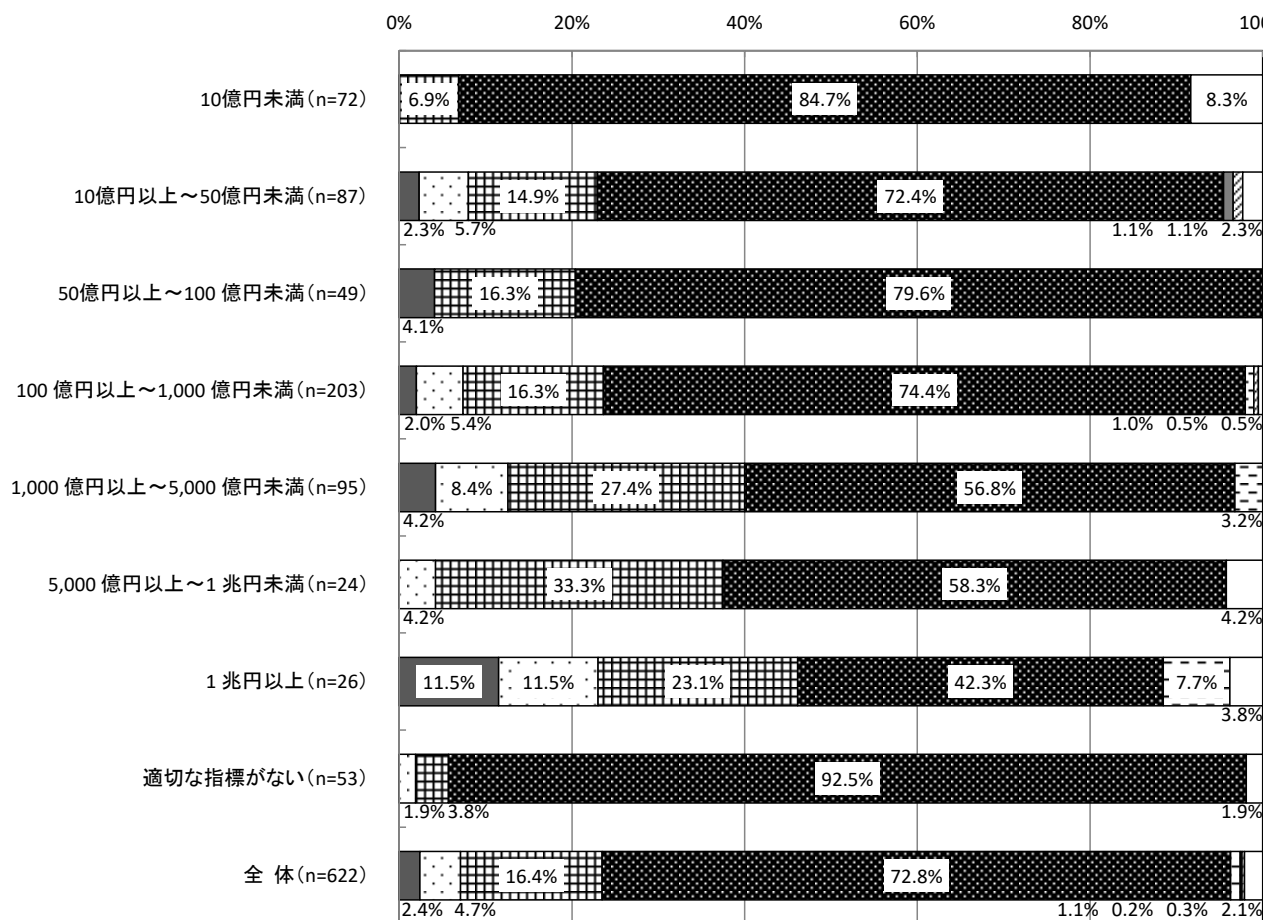 0% 20% 40% 60% 80% 100
10億円未満（n=72） 6.9% 84.7% 8.3%
10億円以上～50億円未満（n=87） 14.9% 72.4%
2.3% 5.7% 1.1% 1.1% 2.3%
50億円以上～100 億円未満（n=49） 16.3% 79.6%
4.1%
100 億円以上～1,000 億円未満（n=203） 16.3% 74.4%
2.0% 5.4% 1.0% 0.5% 0.5%
1,000 億円以上～5,000 億円未満（n=95） 8.4% 27.4% 56.8%
4.2% 3.2%
5,000 億円以上～1 兆円未満（n=24） 33.3% 58.3%
4.2% 4.2%
1 兆円以上（n=26） 11.5% 11.5% 23.1% 42.3% 7.7%
3.8%
適切な指標がない（n=53） 92.5%
1.9% 3.8% 1.9%
全 体（n=622） 16.4% 72.8%
2.4% 4.7% 1.1% 0.2% 0.3% 2.1%